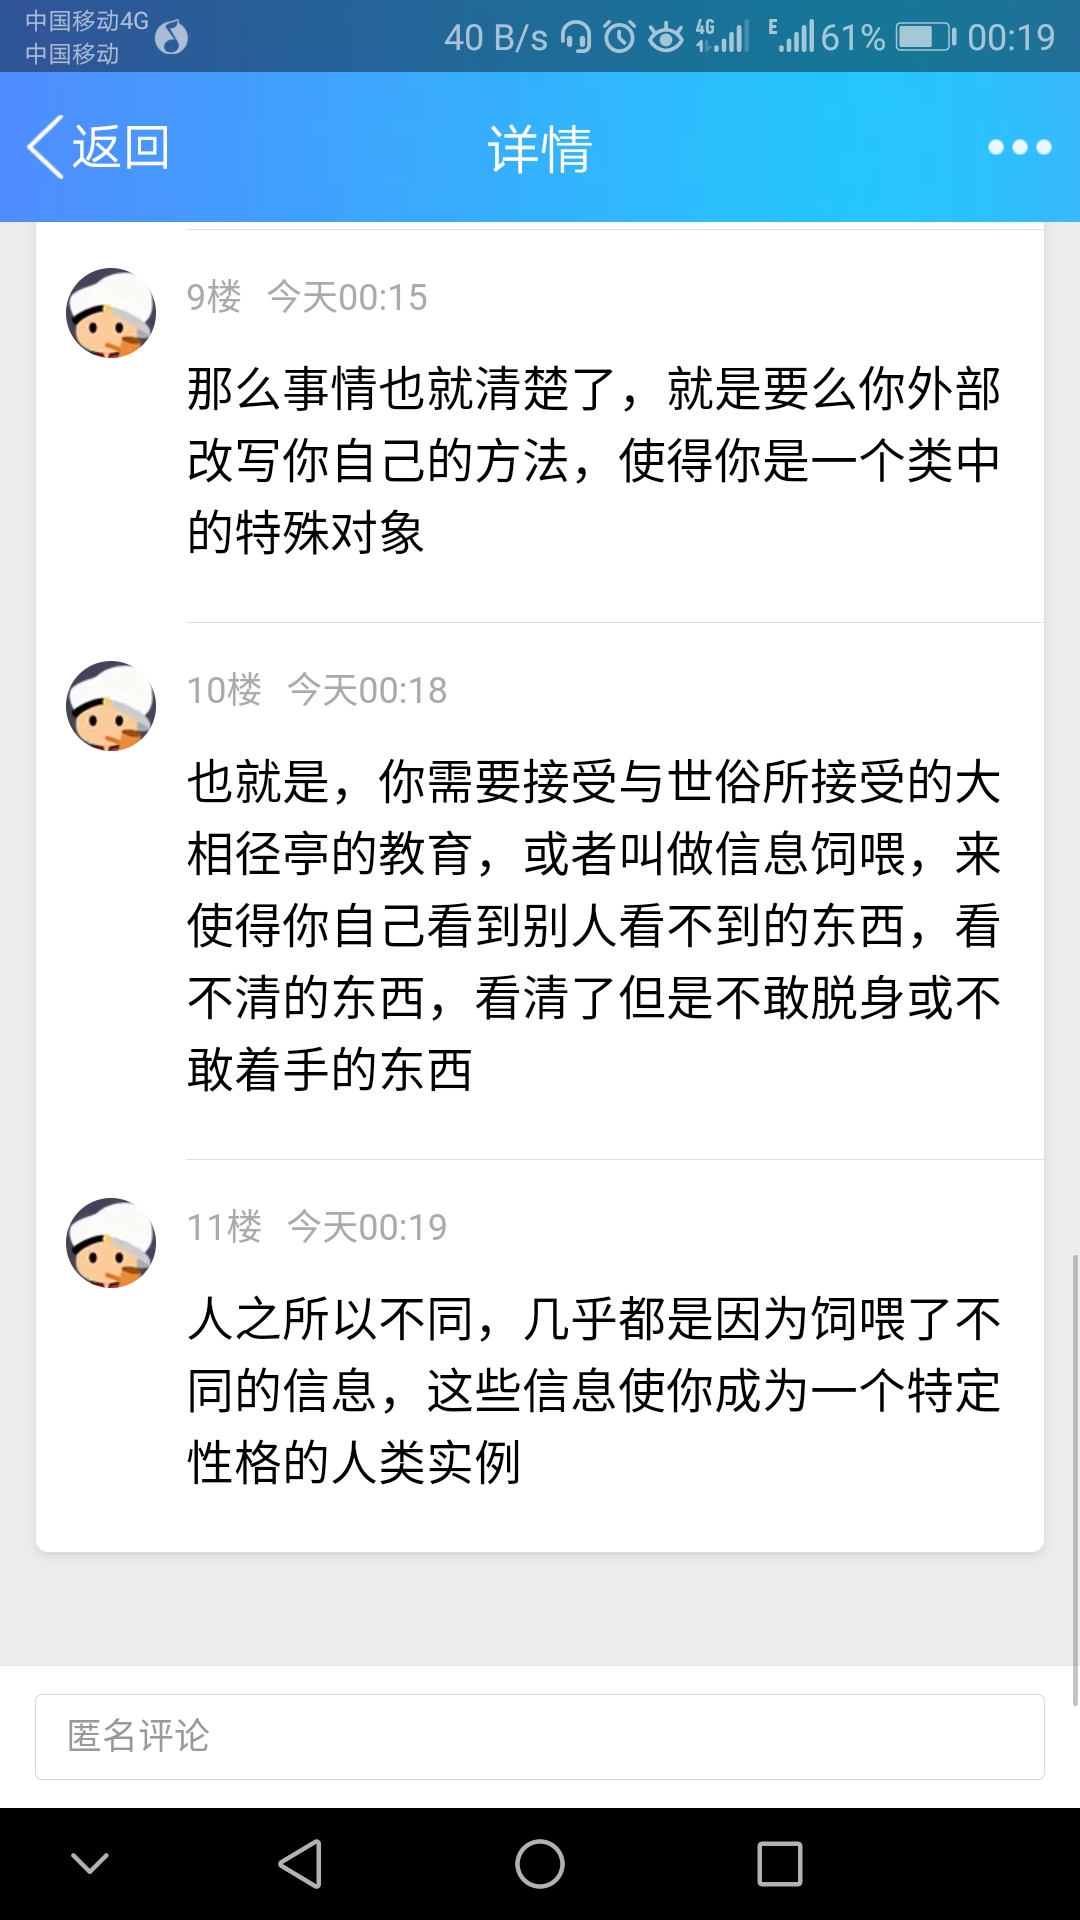 中国移动4G
中国移动
40 B/s 4G E 61% 00:19
返回 详情
9楼 今天00:15
那么事情也就清楚了，就是要么你外部
改写你自己的方法，使得你是一个类中
的特殊对象
10楼 今天00:18
也就是，你需要接受与世俗所接受的大
相径亭的教育，或者叫做信息饲喂，来
使得你自己看到别人看不到的东西，看
不清的东西，看清了但是不敢脱身或不
敢着手的东西
11楼 今天00:19
人之所以不同，几乎都是因为饲喂了不
同的信息，这些信息使你成为一个特定
性格的人类实例
匿名评论